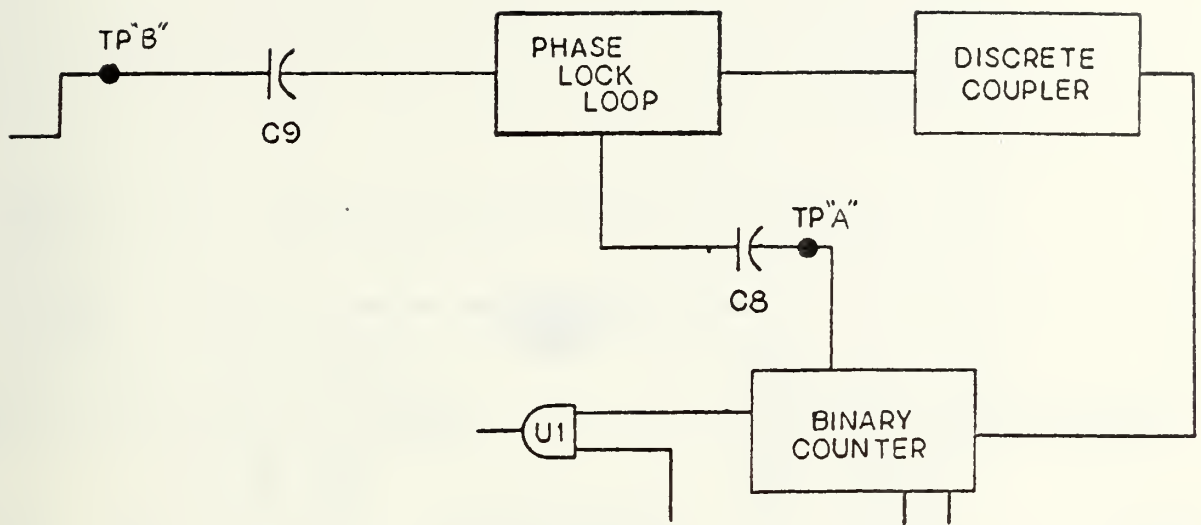 TP"B"
C9
PHASE
LOCK
LOOP
DISCRETE
COUPLER
TP"A"
C8
U1
BINARY
COUNTER